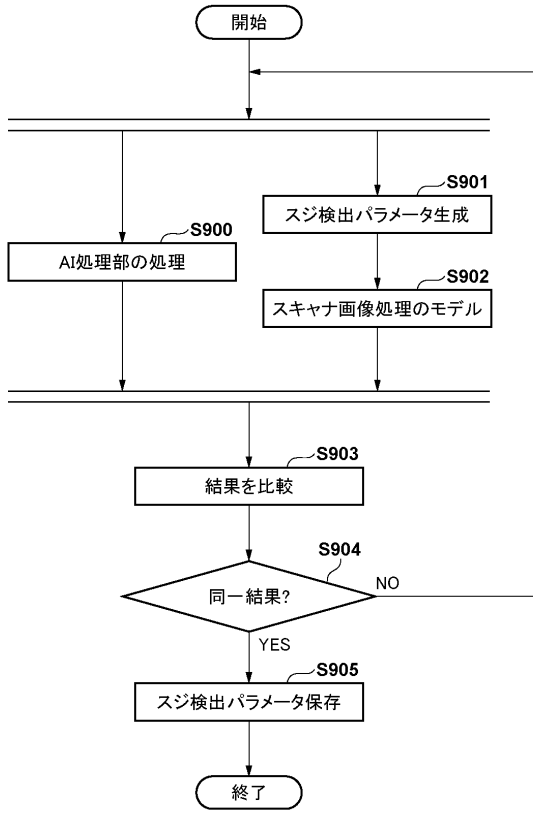 開始
S901
スジ検出パラメータ生成
S900
AI処理部の処理
S902
スキャナ画像処理のモデル
S903
結果を比較
S904
同一結果?
NO
YES
S905
スジ検出パラメータ保存
終了